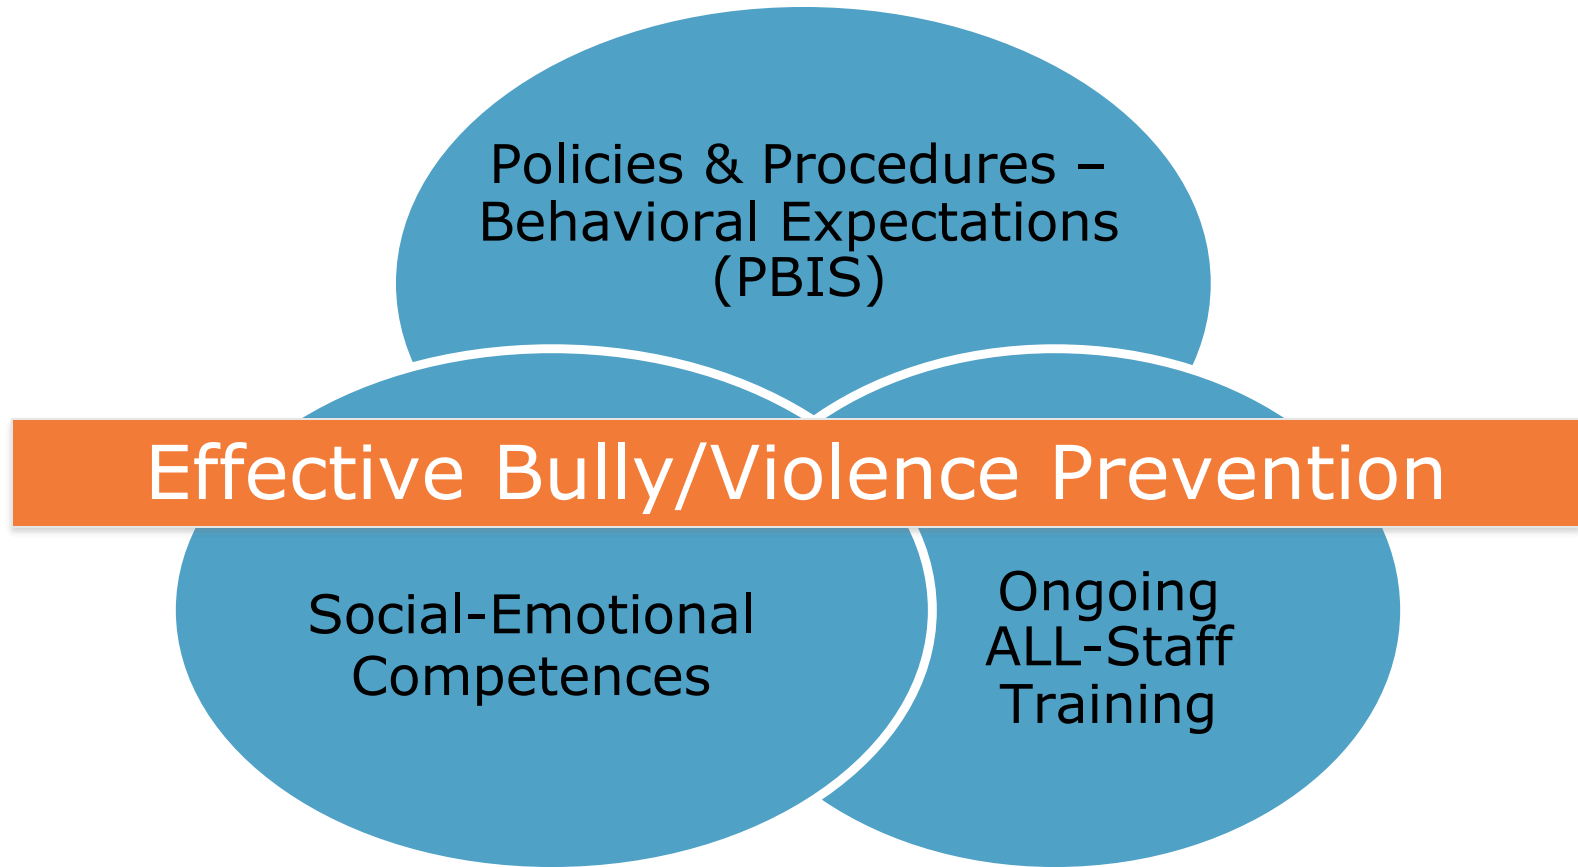 Policies & Procedures –
Behavioral Expectations
(PBIS)
Effective Bully/Violence Prevention
Social-Emotional
Competences
Ongoing
ALL-Staff
Training